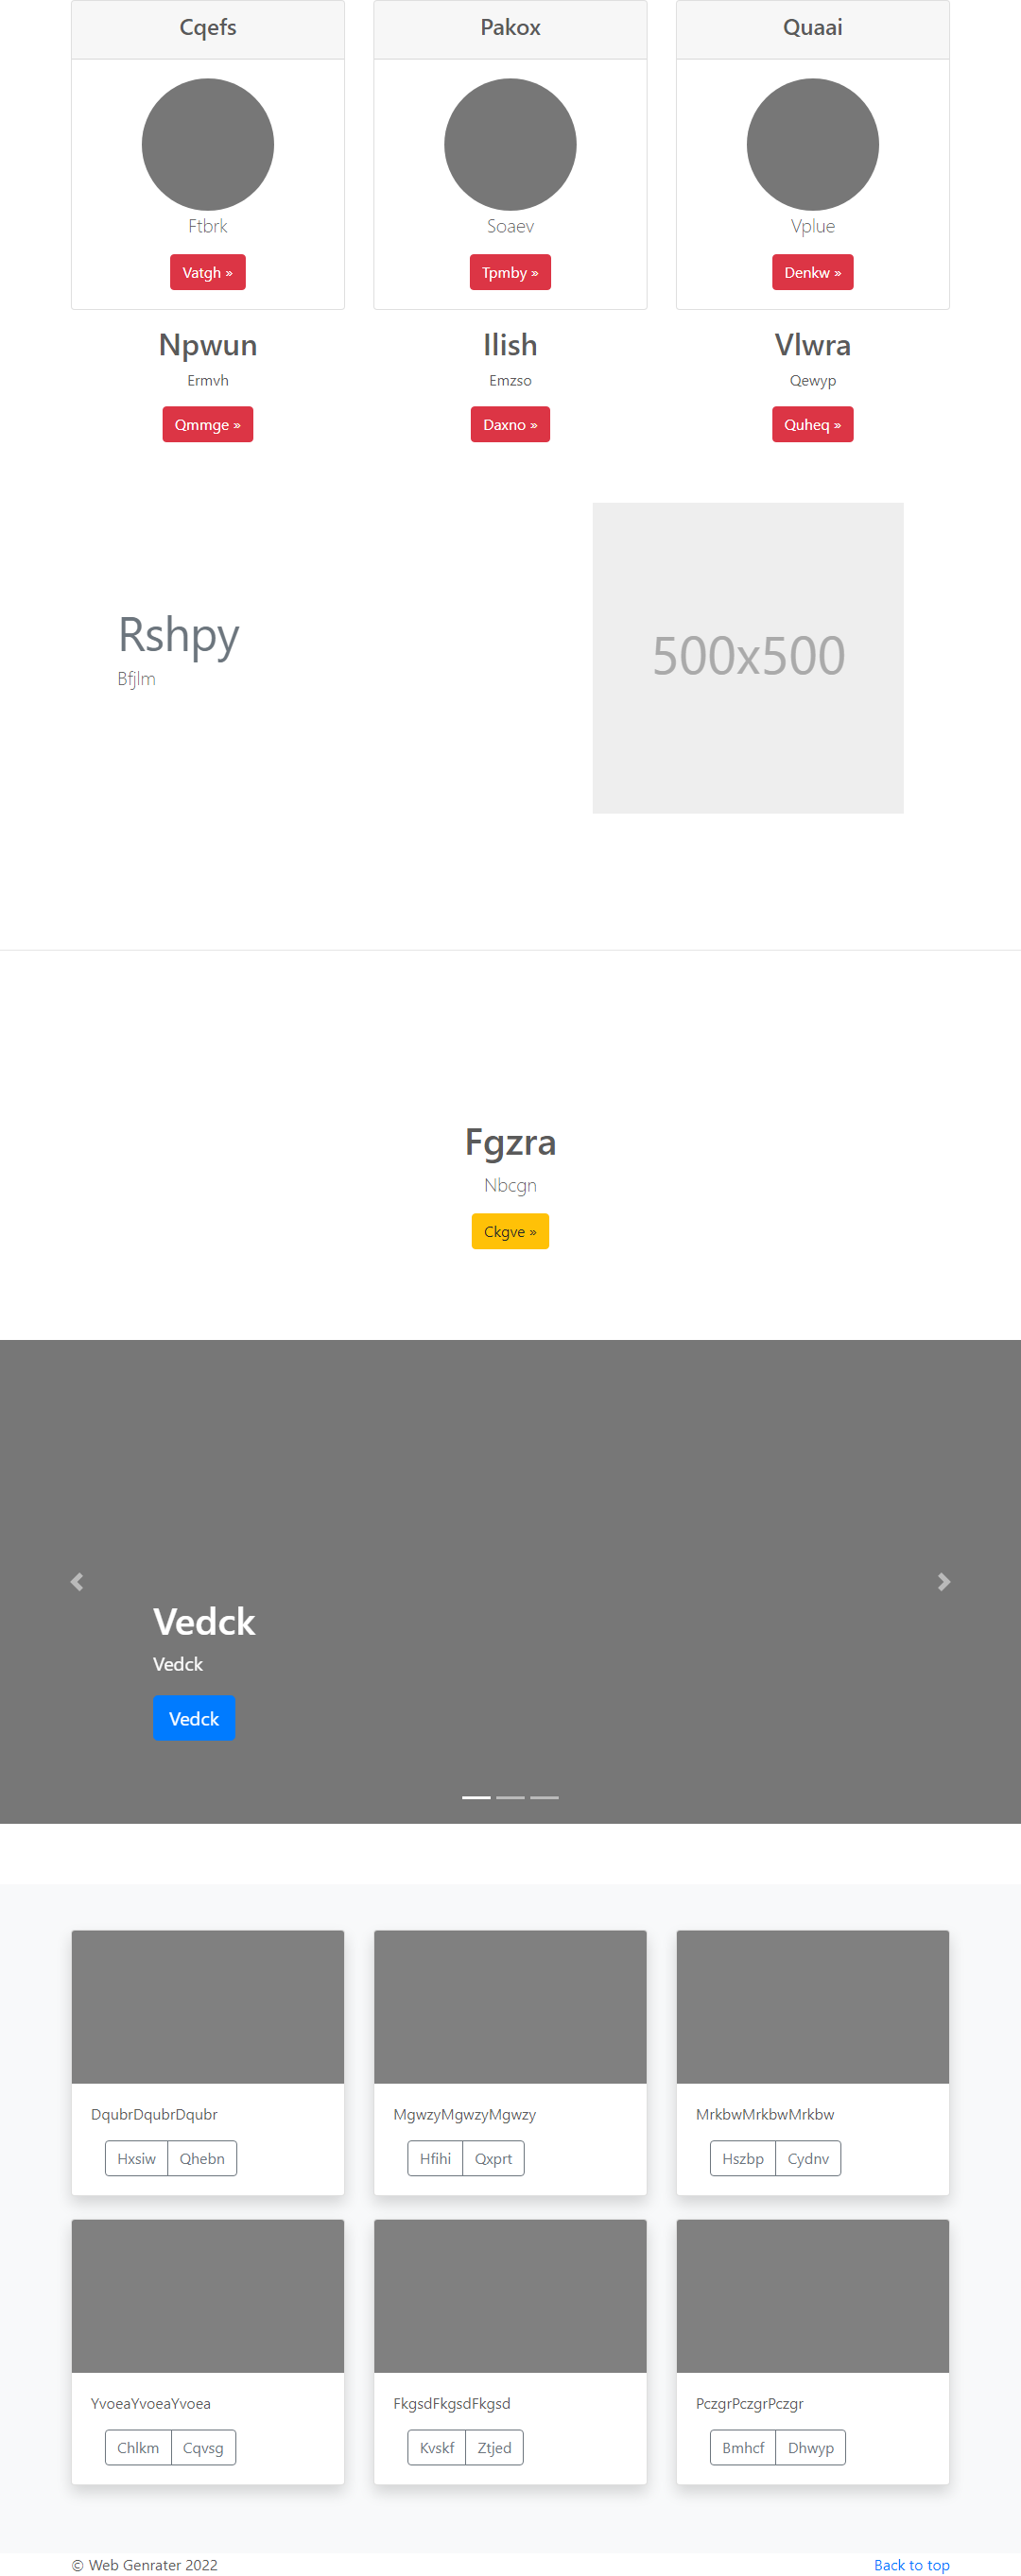 Cqefs
Pakox
Quaai
Ftbrk
Soaev
Vplue
Vatgh »
Tpmby »
Denkw »
Npwun
Ilish
Vlwra
Ermvh
Emzso
Qewyp
Qmmge »
Daxno »
Quheq »
Rshpy
Bfjlm
500x500
Fgzra
Nbcgn
Ckgve »
Vedck
Vedck
Vedck
DqubrDqubrDqubr
MgwzyMgwzyMgwzy
MrkbwMrkbwMrkbw
Hxsiw Qhebn
Hfihi Qxprt
Hszbp Cydnv
YvoeaYvoeaYvoea
FkgsdFkgsdFkgsd
PczgrPczgrPczgr
Chlkm Cqvsg
Kvskf Ztjed
Bmhcf Dhwyp
© Web Genrater 2022
Back to top